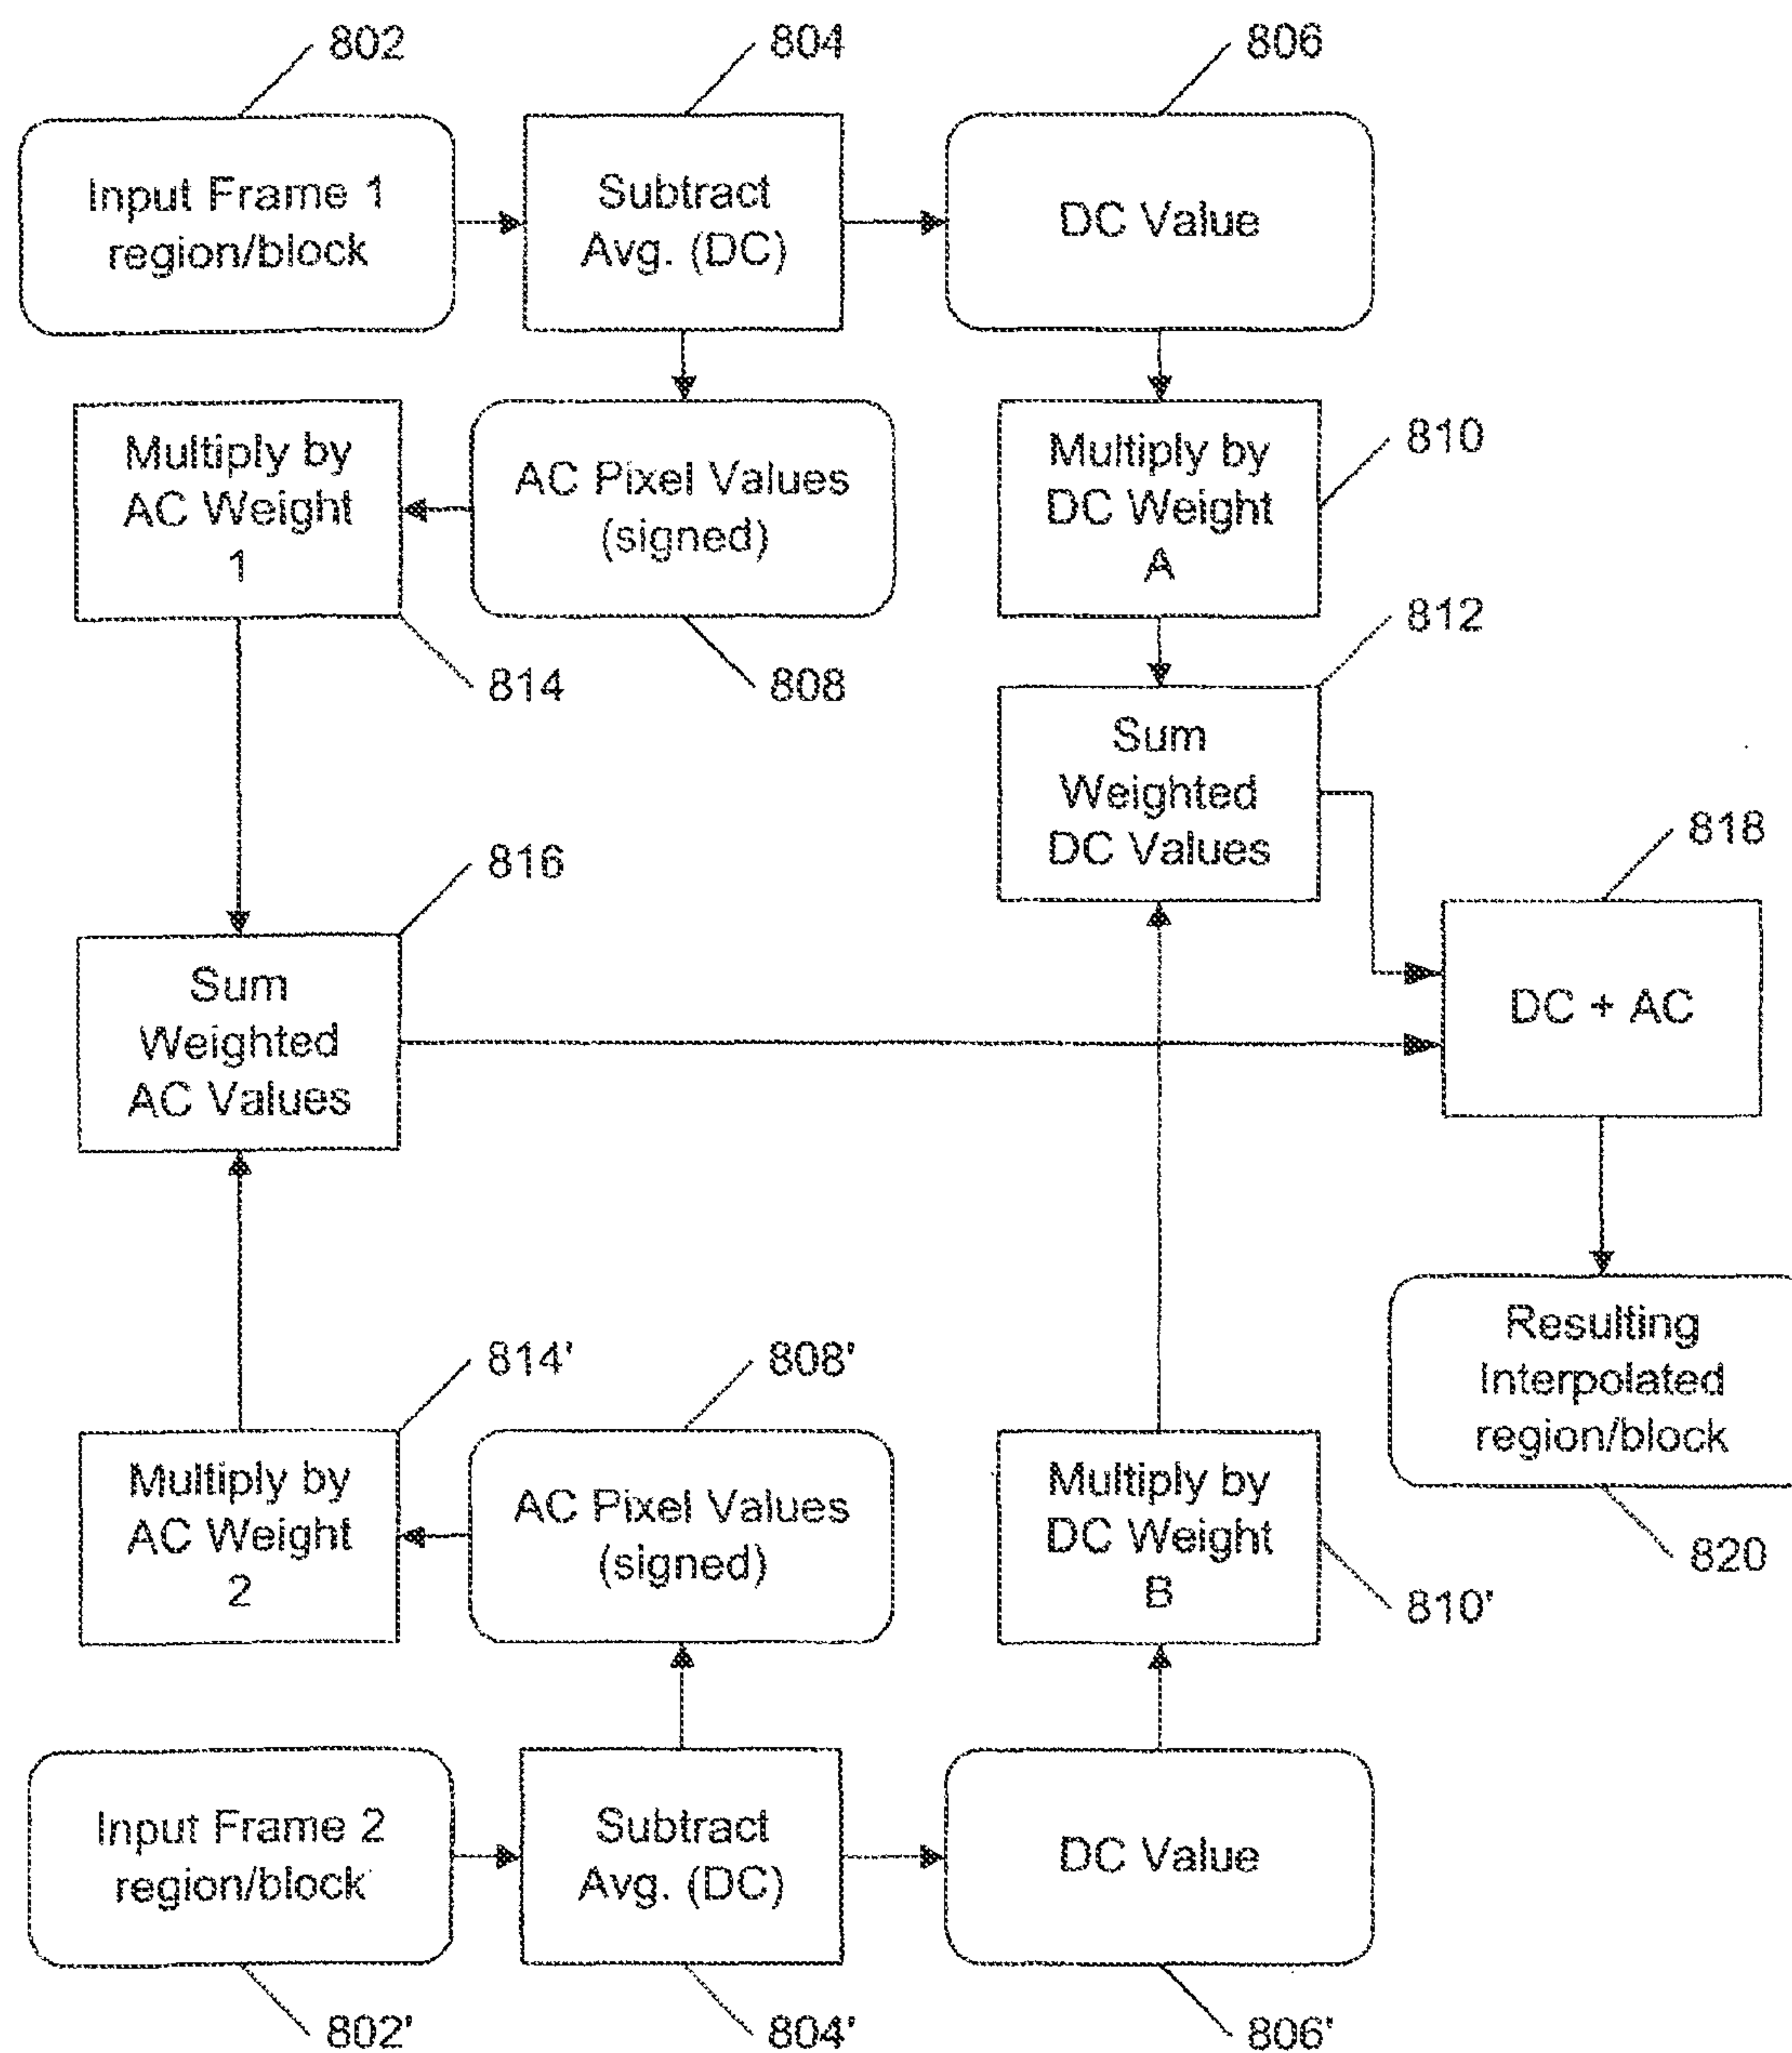 802
804
806
Input Frame 1
region/block
Subtract
Avg. (DC)
DC Value
Multiply by
AC Weight
1
AC Pixel Values
(signed)
Multiply by
DC Weight
A
810
812
814
808
Sum
Weighted
DC Values
818
816
Sum
Weighted
AC Values
DC + AC
Resulting
Interpolated
region/block
814'
808'
Multiply by
AC Weight
2
AC Pixel Values
(signed)
Multiply by
DC Weight
B
820
810'
Input Frame 2
region/block
Subtract
Avg. (DC)
DC Value
802'
804'
806'